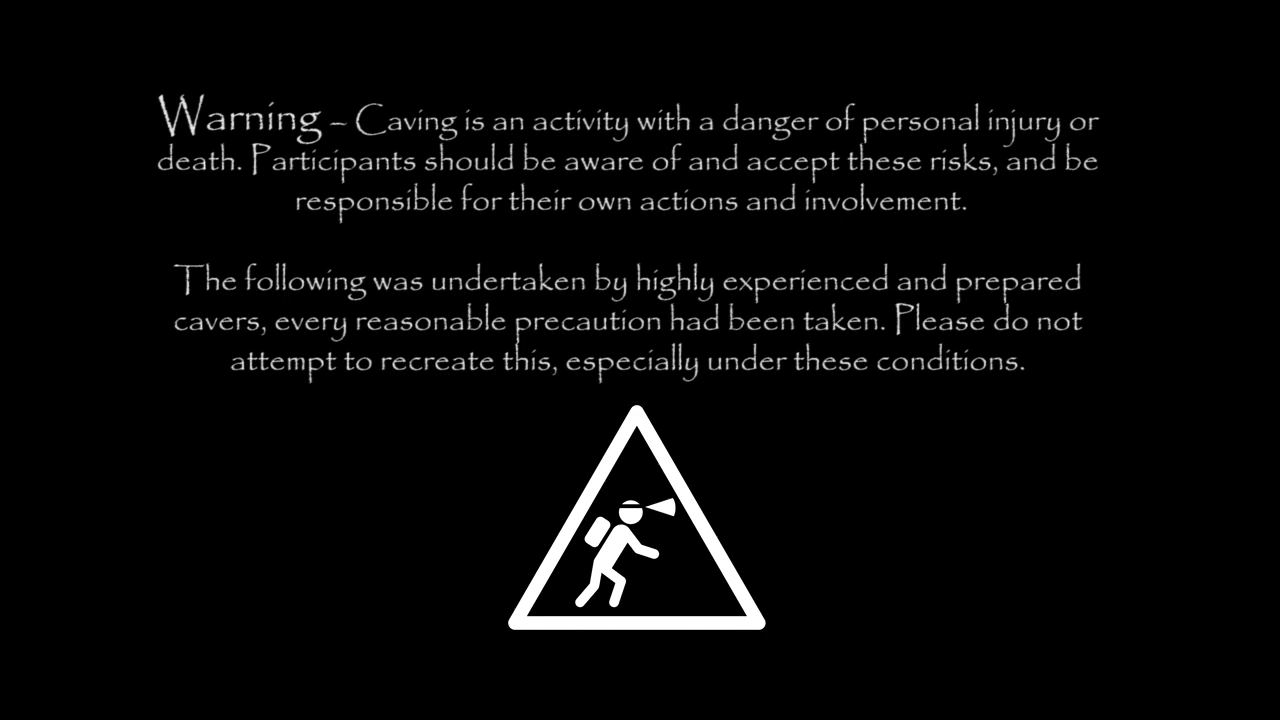 Warning – Caving is an activity with a danger of personal injury or
death. Participants should be aware of and accept these risks, and be
responsible for their own actions and involvement.
The following was undertaken by highly experienced and prepared
cavers, every reasonable precaution had been taken. Please do not
attempt to recreate this, especially under these conditions.